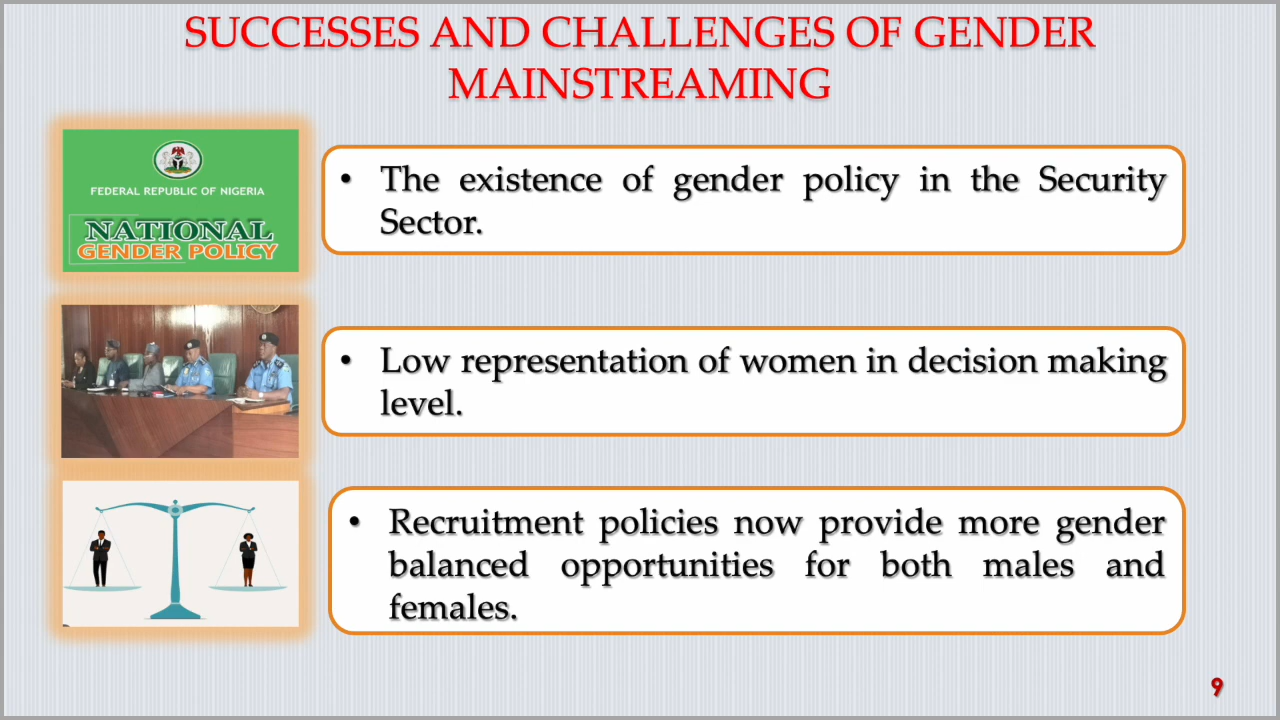 SUCCESSES AND CHALLENGES OF GENDER
MAINSTREAMING
FEDERAL REPUBLIC OF NIGERIA
NATIONAL
GENDER POLICY
• The existence of gender policy in the Security
Sector.
• Low representation of women in decision making
level.
• Recruitment policies now provide more gender
balanced opportunities for both males and
females.
9